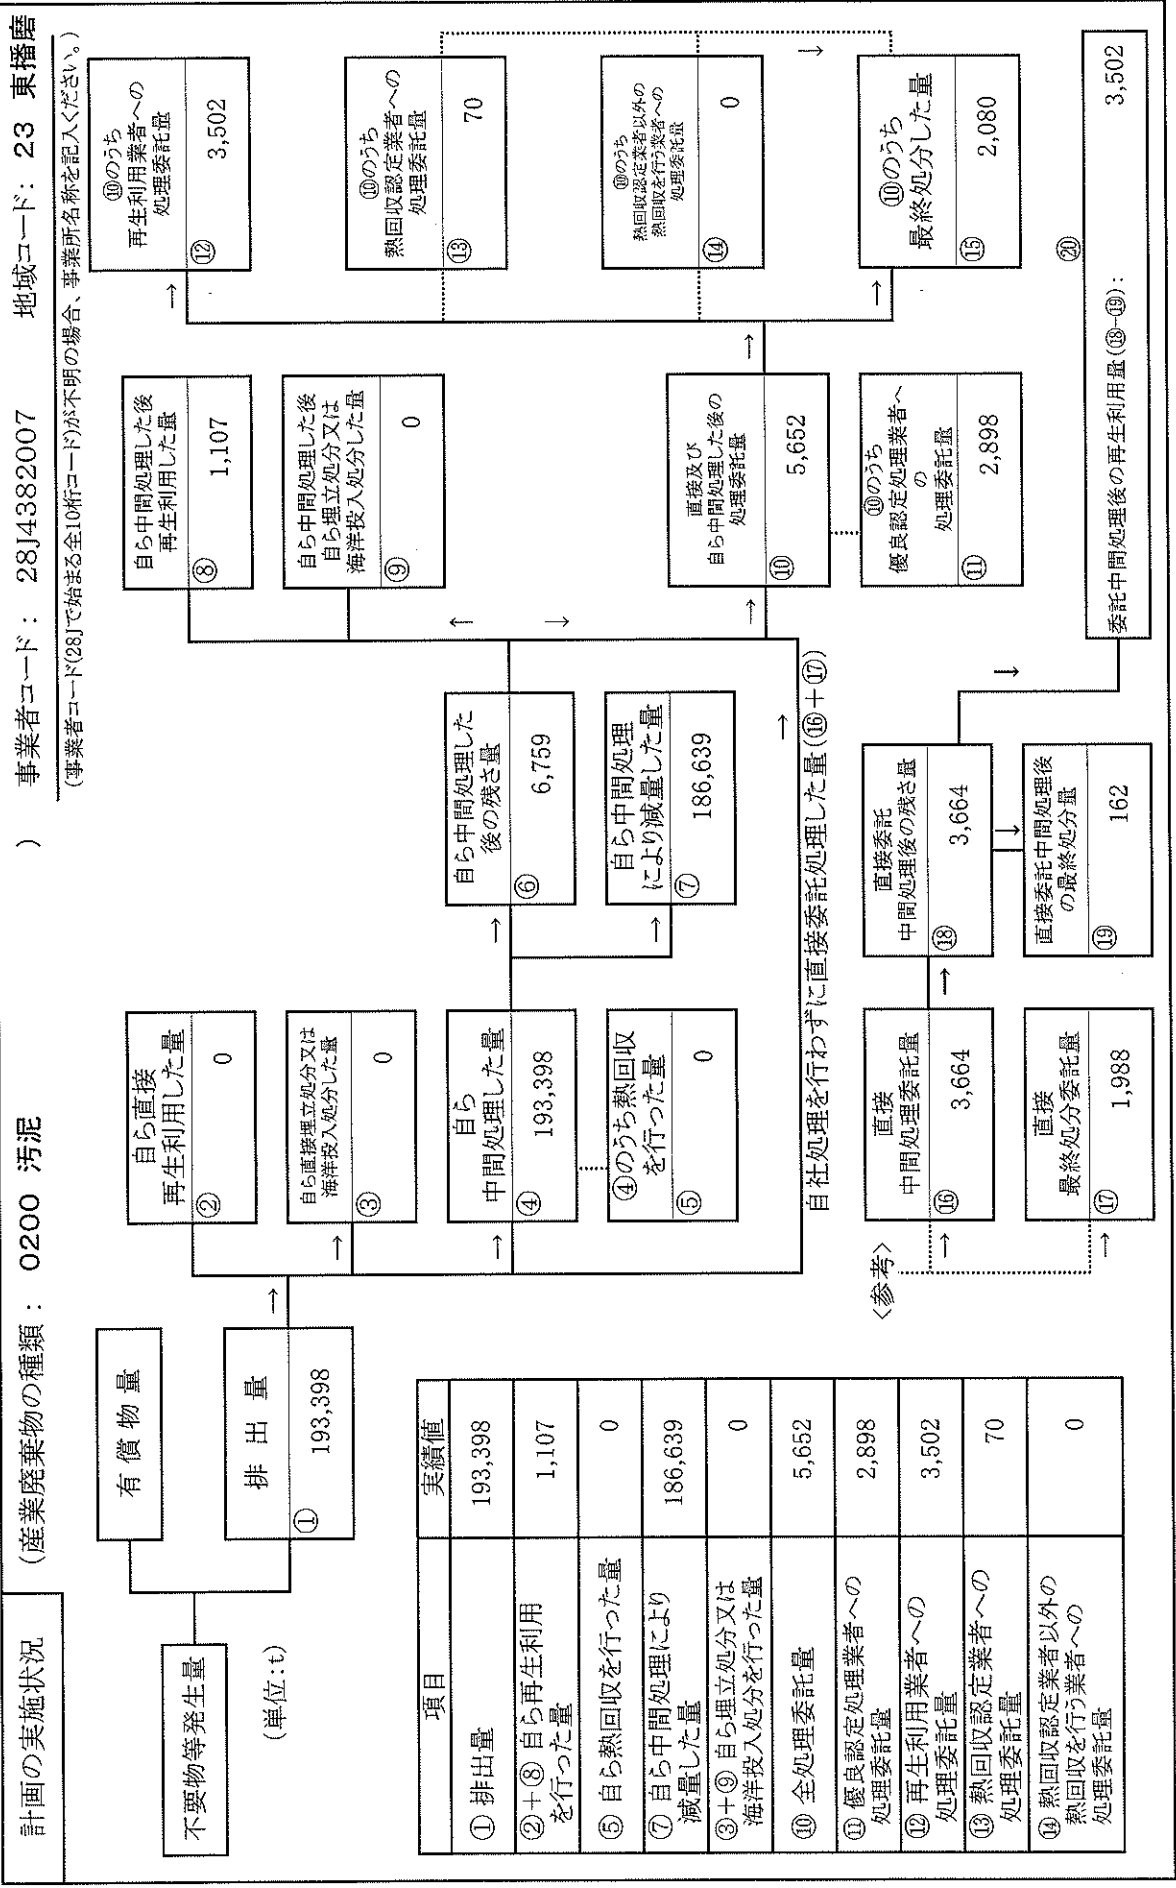 計画の実施状況
(産業廃棄物の種類： 0200 汚泥 )
事業者コード： 28J4382007
地域コード： 23 東播磨
(事業者コード(28Jで始まる全10桁コード)が不明の場合、事業所名称を記入ください。)
不要物等発生量
(単位:t)
有 償 物 量
排 出 量
①
193,398
→
自ら直接
再生利用した量
②
0
→
自ら直接埋立処分又は
海洋投入処分した量
③
0
→
自ら
中間処理した量
④
193,398
④のうち熱回収
を行った量
⑤
0
→
自ら中間処理した
後の残さ量
⑥
6,759
→
自ら中間処理
により減量した量
⑦
186,639
↑
↓
自ら中間処理した後
再生利用した量
⑧
1,107
自ら中間処理した後
自ら埋立処分又は
海洋投入処分した量
⑨
0
→
直接及び
自ら中間処理した後の
処理委託量
⑩
5,652
⑩のうち
優良認定処理業者へ
の
処理委託量
⑪
2,898
→
→
⑩のうち
再生利用業者への
処理委託量
⑫
3,502
⑩のうち
熱回収認定業者への
処理委託量
⑬
70
⑩のうち
熱回収認定業者以外の
熱回収を行う業者への
処理委託量
⑭
0
↓
→
⑩のうち
最終処分した量
⑮
2,080
→
自社処理を行わずに直接委託処理した量(⑯+⑰)
<参考>
→
直接
中間処理委託量
⑯
3,664
→
直接
最終処分委託量
⑰
1,988
→
直接委託
中間処理後の残さ量
⑱
3,664
↓
直接委託中間処理後
の最終処分量
⑲
162
↓
⑳
委託中間処理後の再生利用量(⑱-⑲)：
3,502
項目 実績値
① 排出量 193,398
②+⑧ 自ら再生利用
を行った量 1,107
⑤ 自ら熱回収を行った量 0
⑦ 自ら中間処理により
減量した量 186,639
③+⑨ 自ら埋立処分又は
海洋投入処分を行った量 0
⑩ 全処理委託量 5,652
⑪ 優良認定処理業者への
処理委託量 2,898
⑫ 再生利用業者への
処理委託量 3,502
⑬ 熱回収認定業者への
処理委託量 70
⑭ 熱回収認定業者以外の
熱回収を行う業者への
処理委託量 0